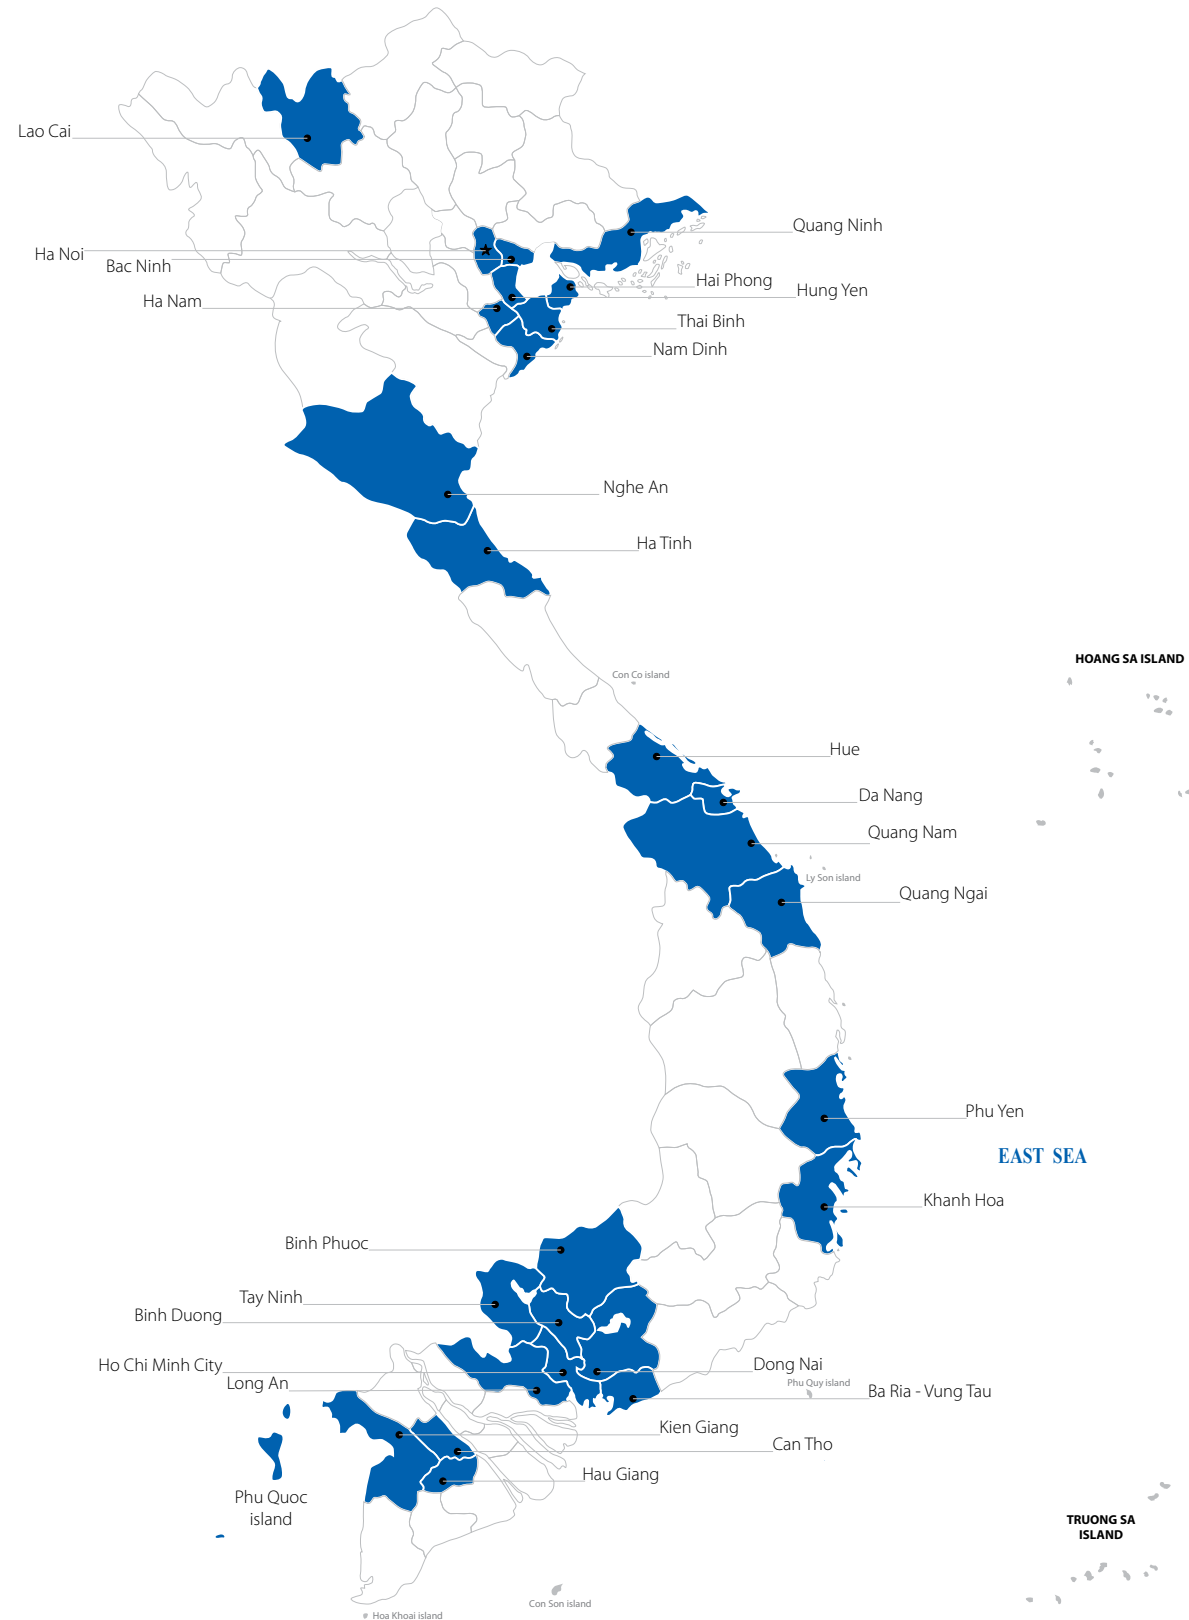 Lao Cai
Quang Ninh
Ha Noi
Bac Ninh
Hai Phong
Hung Yen
Ha Nam
Thai Binh
Nam Dinh
Nghe An
Ha Tinh
HOANG SA ISLAND
Con Co island
Hue
Da Nang
Quang Nam
Ly Son island
Quang Ngai
Phu Yen
EAST SEA
Khanh Hoa
Binh Phuoc
Tay Ninh
Binh Duong
Ho Chi Minh City
Dong Nai
Long An
Phu Quy island
Ba Ria - Vung Tau
Kien Giang
Can Tho
Hau Giang
Phu Quoc
island
TRUONG SA
ISLAND
Con Son island
Hoa Khoai island